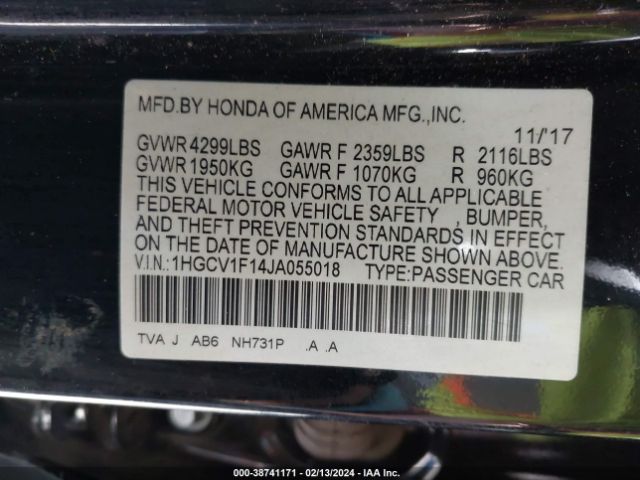 MFD.BY HONDA OF AMERICA MFG.,INC.
11/'17
GVWR 4299LBS GAWR F 2359LBS R 2116LBS
GVWR 1950KG GAWR F 1070KG R 960KG
THIS VEHICLE CONFORMS TO ALL APPLICABLE
FEDERAL MOTOR VEHICLE SAFETY , BUMPER,
AND THEFT PREVENTION STANDARDS IN EFFECT
ON THE DATE OF MANUFACTURE SHOWN ABOVE.
V.I.N.:1HGCV1F14JA055018 TYPE:PASSENGER CAR
TVA J AB6 NH731P .A .A
000-38741171 - 02/13/2024 - IAA Inc.